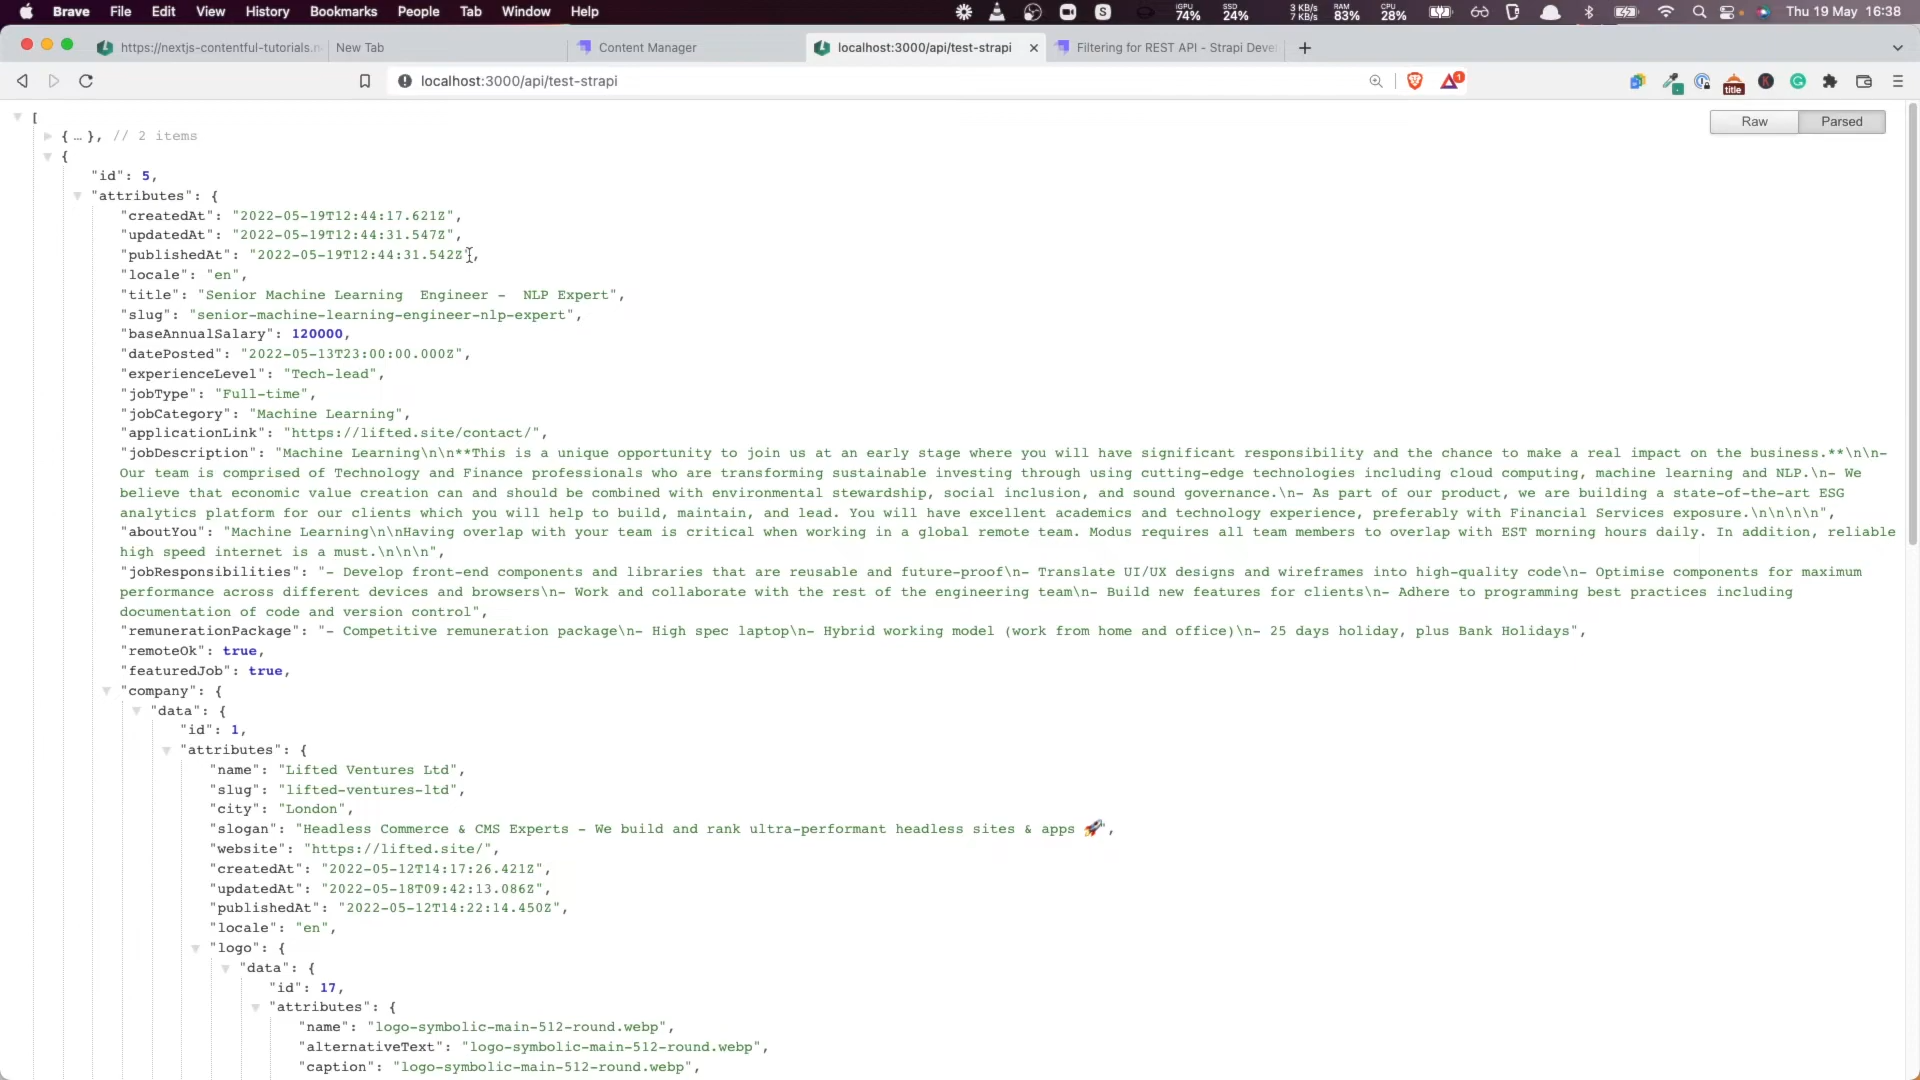 Brave File Edit View History Bookmarks People Tab Window Help S iGPU 74% SSD 24% 3 KB/s 7 KB/s RAM 83% CPU 28% Thu 19 May 16:38
https://nextjs-contentful-tutorials.n New Tab Content Manager localhost:3000/api/test-strapi Filtering for REST API - Strapi Deve
localhost:3000/api/test-strapi 1 title
Raw Parsed
[
{ … }, // 2 items
{
"id": 5,
"attributes": {
"createdAt": "2022-05-19T12:44:17.621Z",
"updatedAt": "2022-05-19T12:44:31.547Z",
"publishedAt": "2022-05-19T12:44:31.542Z",
"locale": "en",
"title": "Senior Machine Learning  Engineer -  NLP Expert",
"slug": "senior-machine-learning-engineer-nlp-expert",
"baseAnnualSalary": 120000,
"datePosted": "2022-05-13T23:00:00.000Z",
"experienceLevel": "Tech-lead",
"jobType": "Full-time",
"jobCategory": "Machine Learning",
"applicationLink": "https://lifted.site/contact/",
"jobDescription": "Machine Learning\n\n**This is a unique opportunity to join us at an early stage where you will have significant responsibility and the chance to make a real impact on the business.**\n\n-
Our team is comprised of Technology and Finance professionals who are transforming sustainable investing through using cutting-edge technologies including cloud computing, machine learning and NLP.\n- We
believe that economic value creation can and should be combined with environmental stewardship, social inclusion, and sound governance.\n- As part of our product, we are building a state-of-the-art ESG
analytics platform for our clients which you will help to build, maintain, and lead. You will have excellent academics and technology experience, preferably with Financial Services exposure.\n\n\n\n",
"aboutYou": "Machine Learning\n\nHaving overlap with your team is critical when working in a global remote team. Modus requires all team members to overlap with EST morning hours daily. In addition, reliable
high speed internet is a must.\n\n\n",
"jobResponsibilities": "- Develop front-end components and libraries that are reusable and future-proof\n- Translate UI/UX designs and wireframes into high-quality code\n- Optimise components for maximum
performance across different devices and browsers\n- Work and collaborate with the rest of the engineering team\n- Build new features for clients\n- Adhere to programming best practices including
documentation of code and version control",
"remunerationPackage": "- Competitive remuneration package\n- High spec laptop\n- Hybrid working model (work from home and office)\n- 25 days holiday, plus Bank Holidays",
"remoteOk": true,
"featuredJob": true,
"company": {
"data": {
"id": 1,
"attributes": {
"name": "Lifted Ventures Ltd",
"slug": "lifted-ventures-ltd",
"city": "London",
"slogan": "Headless Commerce & CMS Experts - We build and rank ultra-performant headless sites & apps 🚀",
"website": "https://lifted.site/",
"createdAt": "2022-05-12T14:17:26.421Z",
"updatedAt": "2022-05-18T09:42:13.086Z",
"publishedAt": "2022-05-12T14:22:14.450Z",
"locale": "en",
"logo": {
"data": {
"id": 17,
"attributes": {
"name": "logo-symbolic-main-512-round.webp",
"alternativeText": "logo-symbolic-main-512-round.webp",
"caption": "logo-symbolic-main-512-round.webp",